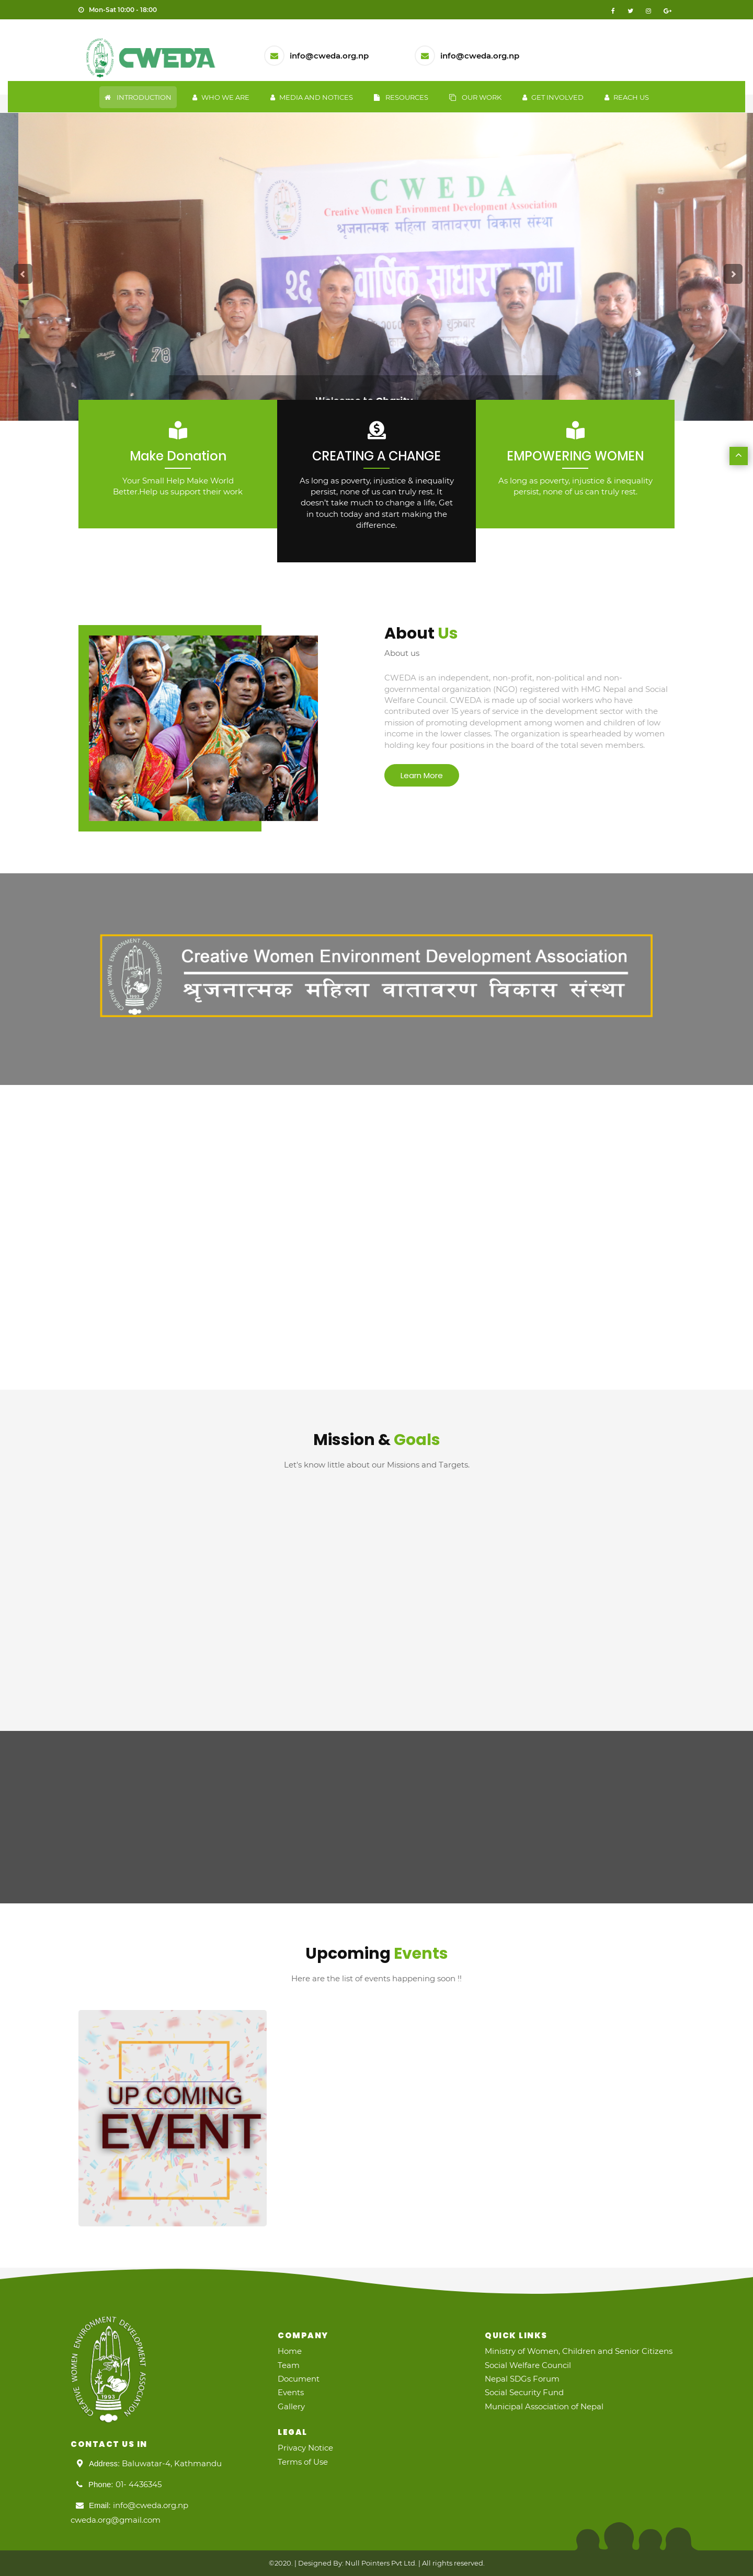 Mon-Sat 10:00 - 18:00
CWEDA
info@cweda.org.np
info@cweda.org.np
INTRODUCTION
WHO WE ARE
MEDIA AND NOTICES
RESOURCES
OUR WORK
GET INVOLVED
REACH US
CWEDA
Creative Women Environment Development Association
श्रृजनात्मक महिला वातावरण विकास संस्था
२६ औ वार्षिक साधारण सभा
78
Welcome to Charity
Make Donation
Your Small Help Make World
Better.Help us support their work
CREATING A CHANGE
As long as poverty, injustice & inequality
persist, none of us can truly rest. It
doesn't take much to change a life, Get
in touch today and start making the
difference.
EMPOWERING WOMEN
As long as poverty, injustice & inequality
persist, none of us can truly rest.
About Us
About us
CWEDA is an independent, non-profit, non-political and non-
governmental organization (NGO) registered with HMG Nepal and Social
Welfare Council. CWEDA is made up of social workers who have
contributed over 15 years of service in the development sector with the
mission of promoting development among women and children of low
income in the lower classes. The organization is spearheaded by women
holding key four positions in the board of the total seven members.
Learn More
CREATIVE WOMEN ENVIRONMENT DEVELOPMENT ASSOCIATION
Creative Women Environment Development Association
श्रृजनात्मक महिला वातावरण विकास संस्था
Mission & Goals
Let's know little about our Missions and Targets.
Upcoming Events
Here are the list of events happening soon !!
UP COMING
EVENT
CREATIVE WOMEN ENVIRONMENT DEVELOPMENT ASSOCIATION
1993
CONTACT US IN
Address: Baluwatar-4, Kathmandu
Phone: 01- 4436345
Email: info@cweda.org.np
cweda.org@gmail.com
COMPANY
Home
Team
Document
Events
Gallery
LEGAL
Privacy Notice
Terms of Use
QUICK LINKS
Ministry of Women, Children and Senior Citizens
Social Welfare Council
Nepal SDGs Forum
Social Security Fund
Municipal Association of Nepal
©2020. | Designed By: Null Pointers Pvt.Ltd. | All rights reserved.